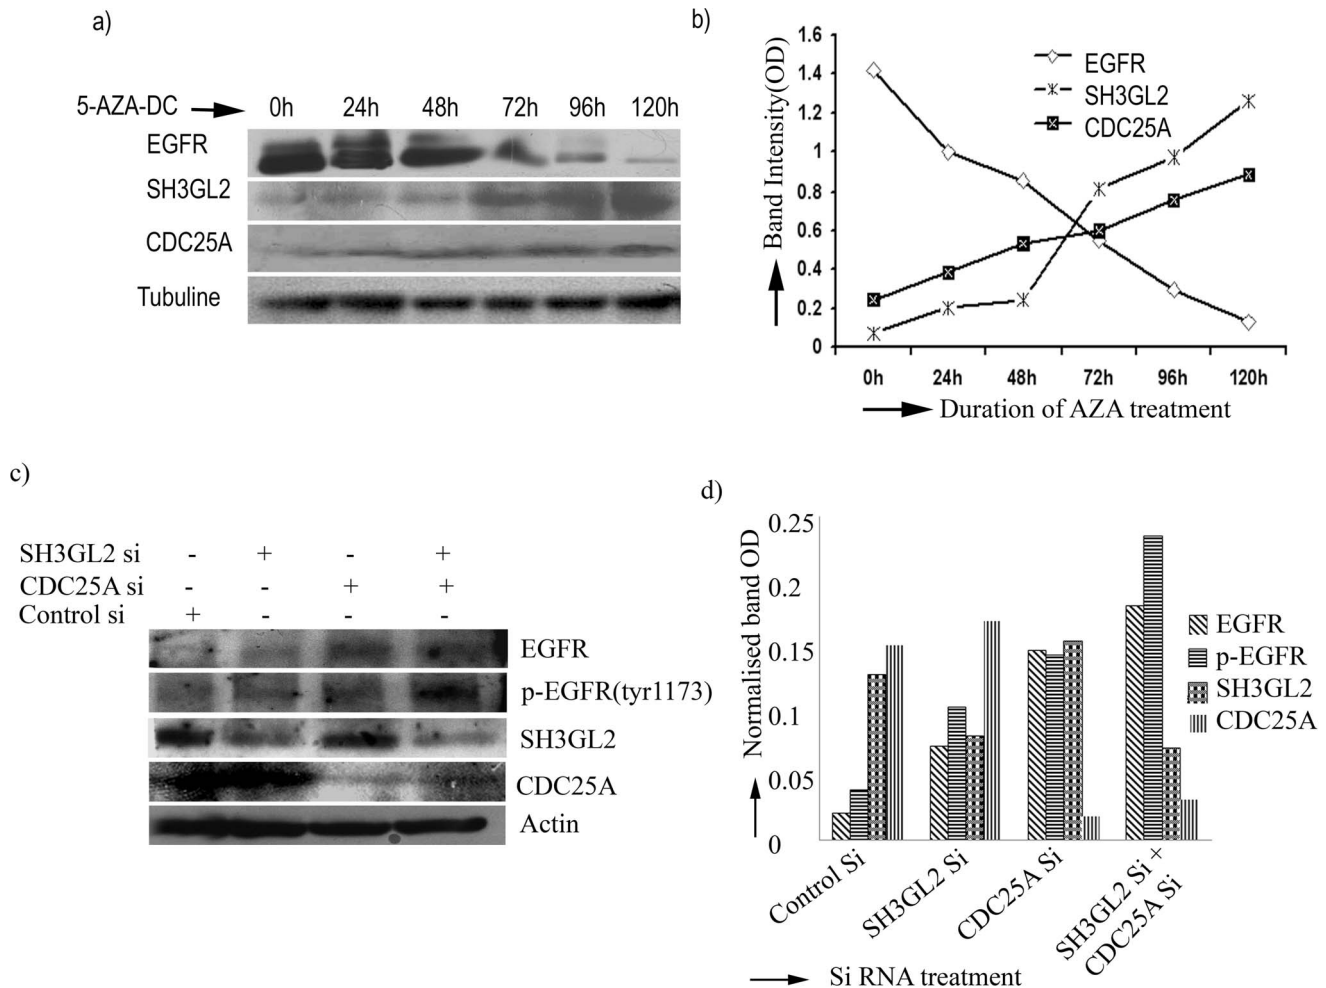 a)
5-AZA-DC 0h 24h 48h 72h 96h 120h
EGFR
SH3GL2
CDC25A
Tubuline
b)
Band Intensity(OD)
1.6
1.4
1.2
1
0.8
0.6
0.4
0.2
0
EGFR
SH3GL2
CDC25A
0h 24h 48h 72h 96h 120h
Duration of AZA treatment
c)
SH3GL2 si - + - +
CDC25A si - - + +
Control si + - - -
EGFR
p-EGFR(tyr1173)
SH3GL2
CDC25A
Actin
d)
Normalised band OD
0.25
0.2
0.15
0.1
0.05
0
EGFR
p-EGFR
SH3GL2
CDC25A
Control Si
SH3GL2 Si
CDC25A Si
SH3GL2 Si +
CDC25A Si
Si RNA treatment